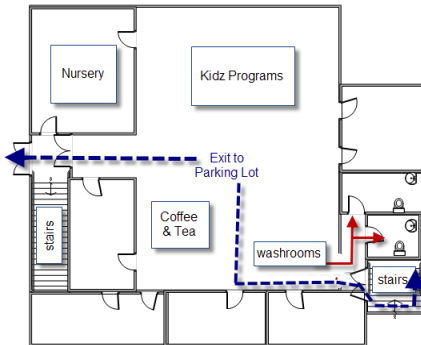 Nursery
Kidz Programs
Exit to
Parking Lot
stairs
Coffee
& Tea
washrooms
stairs